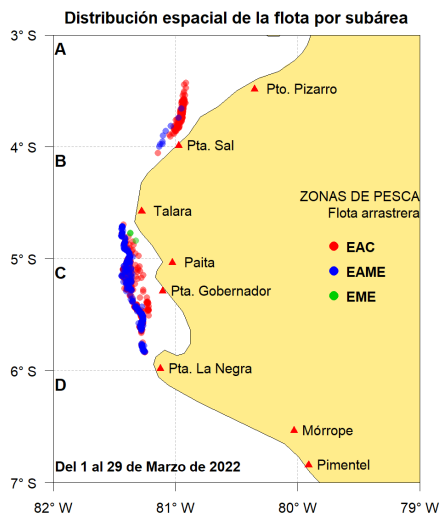 Distribución espacial de la flota por subárea
3° S
A
Pto. Pizarro
4° S
Pta. Sal
B
ZONAS DE PESCA
Talara
Flota arrastrera
EAC
5° S
Paita
C
EAME
Pta. Gobernador
EME
6° S
Pta. La Negra
D
Mórrope
Del 1 al 29 de Marzo de 2022
Pimentel
7° S
82° W
81° W
80° W
79° W